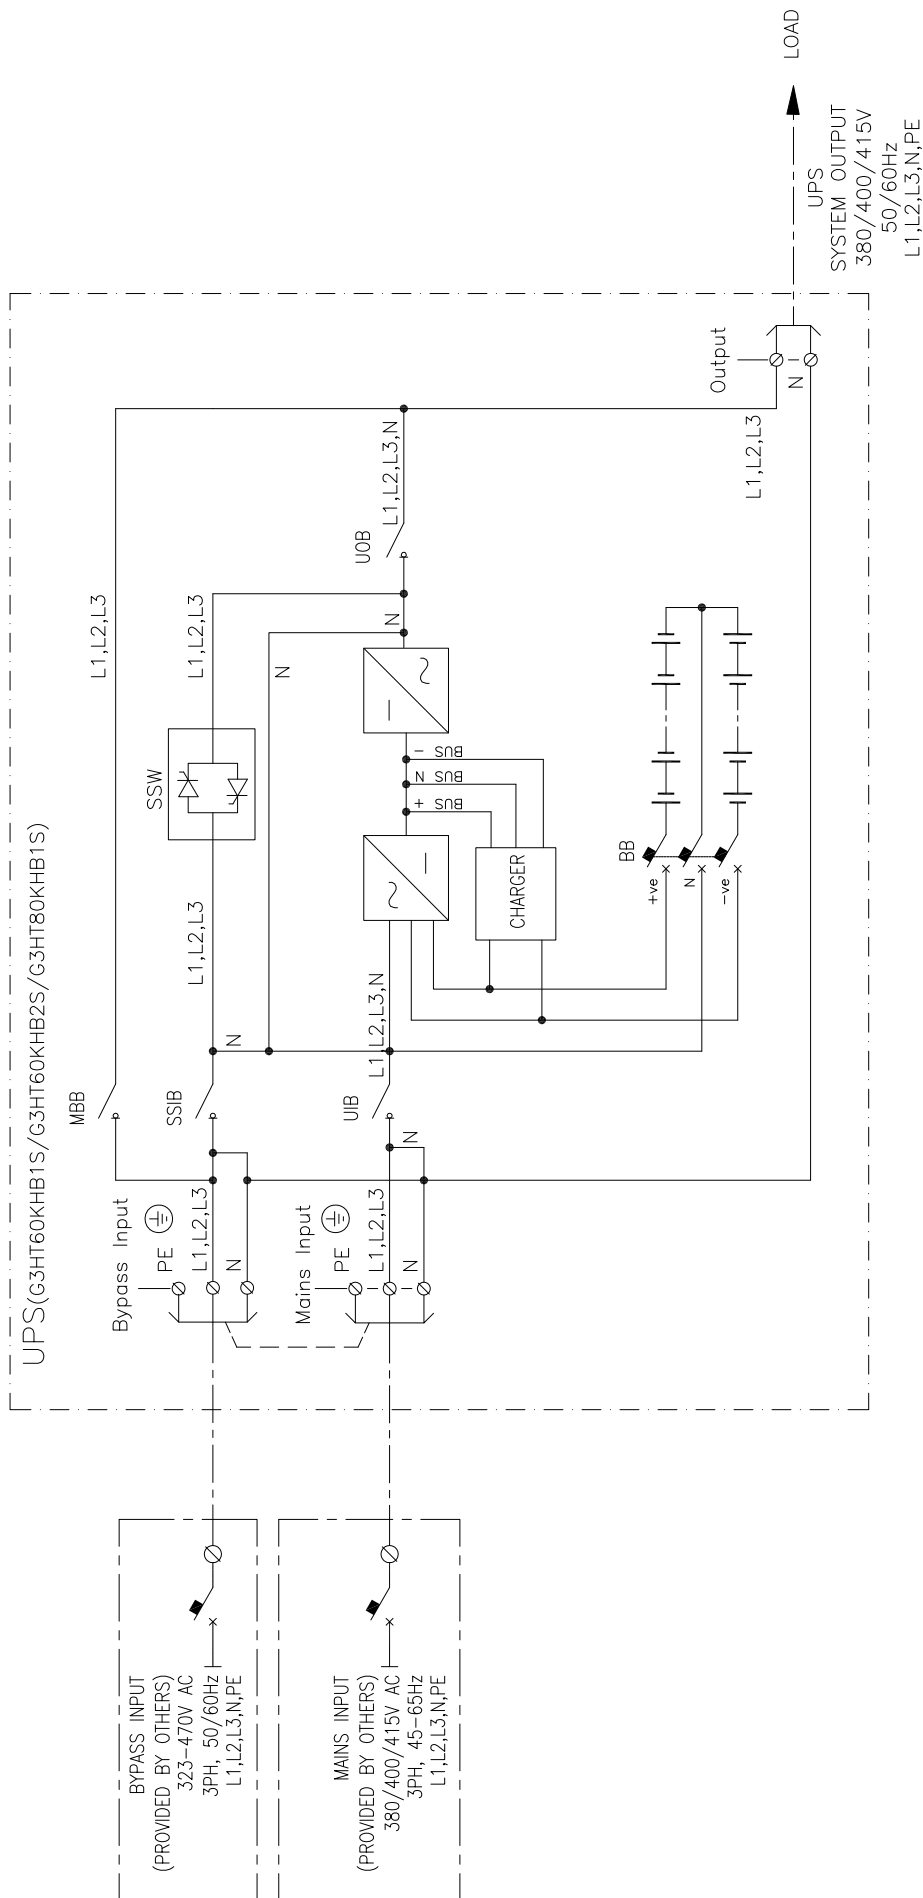 UPS(G3HT60KHB1S/G3HT60KHB2S/G3HT80KHB1S)
BYPASS INPUT
(PROVIDED BY OTHERS)
323-470V AC
3PH, 50/60Hz
L1,L2,L3,N,PE
MAINS INPUT
(PROVIDED BY OTHERS)
380/400/415V AC
3PH, 45-65Hz
L1,L2,L3,N,PE
Bypass Input
PE
L1,L2,L3
N
Mains Input
PE
L1,L2,L3
N
N
MBB
SSIB
UIB
L1,L2,L3
L1,L2,L3
N
L1 L2,L3,N
SSW
L1,L2,L3
N
N
+ BUS
N BUS
- BUS
CHARGER
BB
+ve
N
-ve
UOB
L1,L2,L3,N
L1,L2,L3
Output
N
UPS
SYSTEM OUTPUT
380/400/415V
50/60Hz
L1,L2,L3,N,PE
LOAD